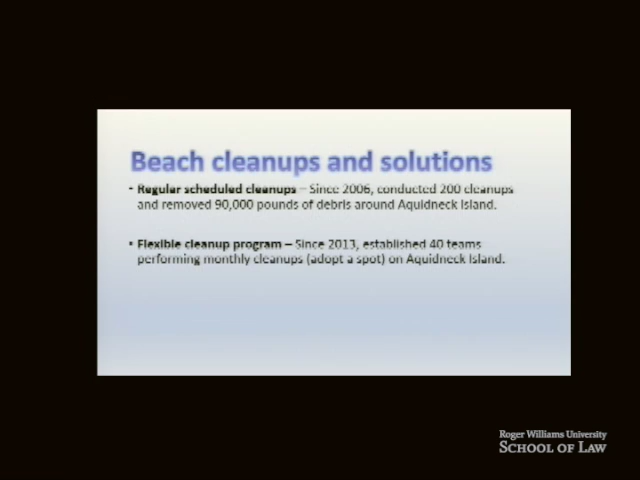 Beach cleanups and solutions
• Regular scheduled cleanups – Since 2006, conducted 200 cleanups
and removed 90,000 pounds of debris around Aquidneck Island.
• Flexible cleanup program – Since 2013, established 40 teams
performing monthly cleanups (adopt a spot) on Aquidneck Island.
Roger Williams University
SCHOOL OF LAW